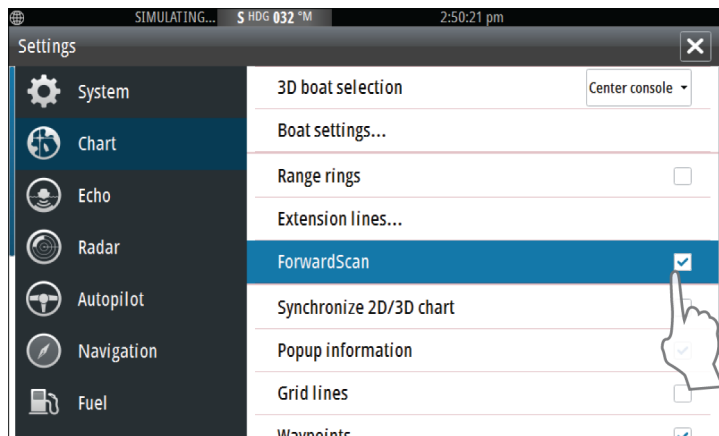 SIMULATING... S HDG 032 °M 2:50:21 pm
Settings
System
Chart
Echo
Radar
Autopilot
Navigation
Fuel
3D boat selection Center console
Boat settings...
Range rings
Extension lines...
ForwardScan
Synchronize 2D/3D chart
Popup information
Grid lines
Waypoints